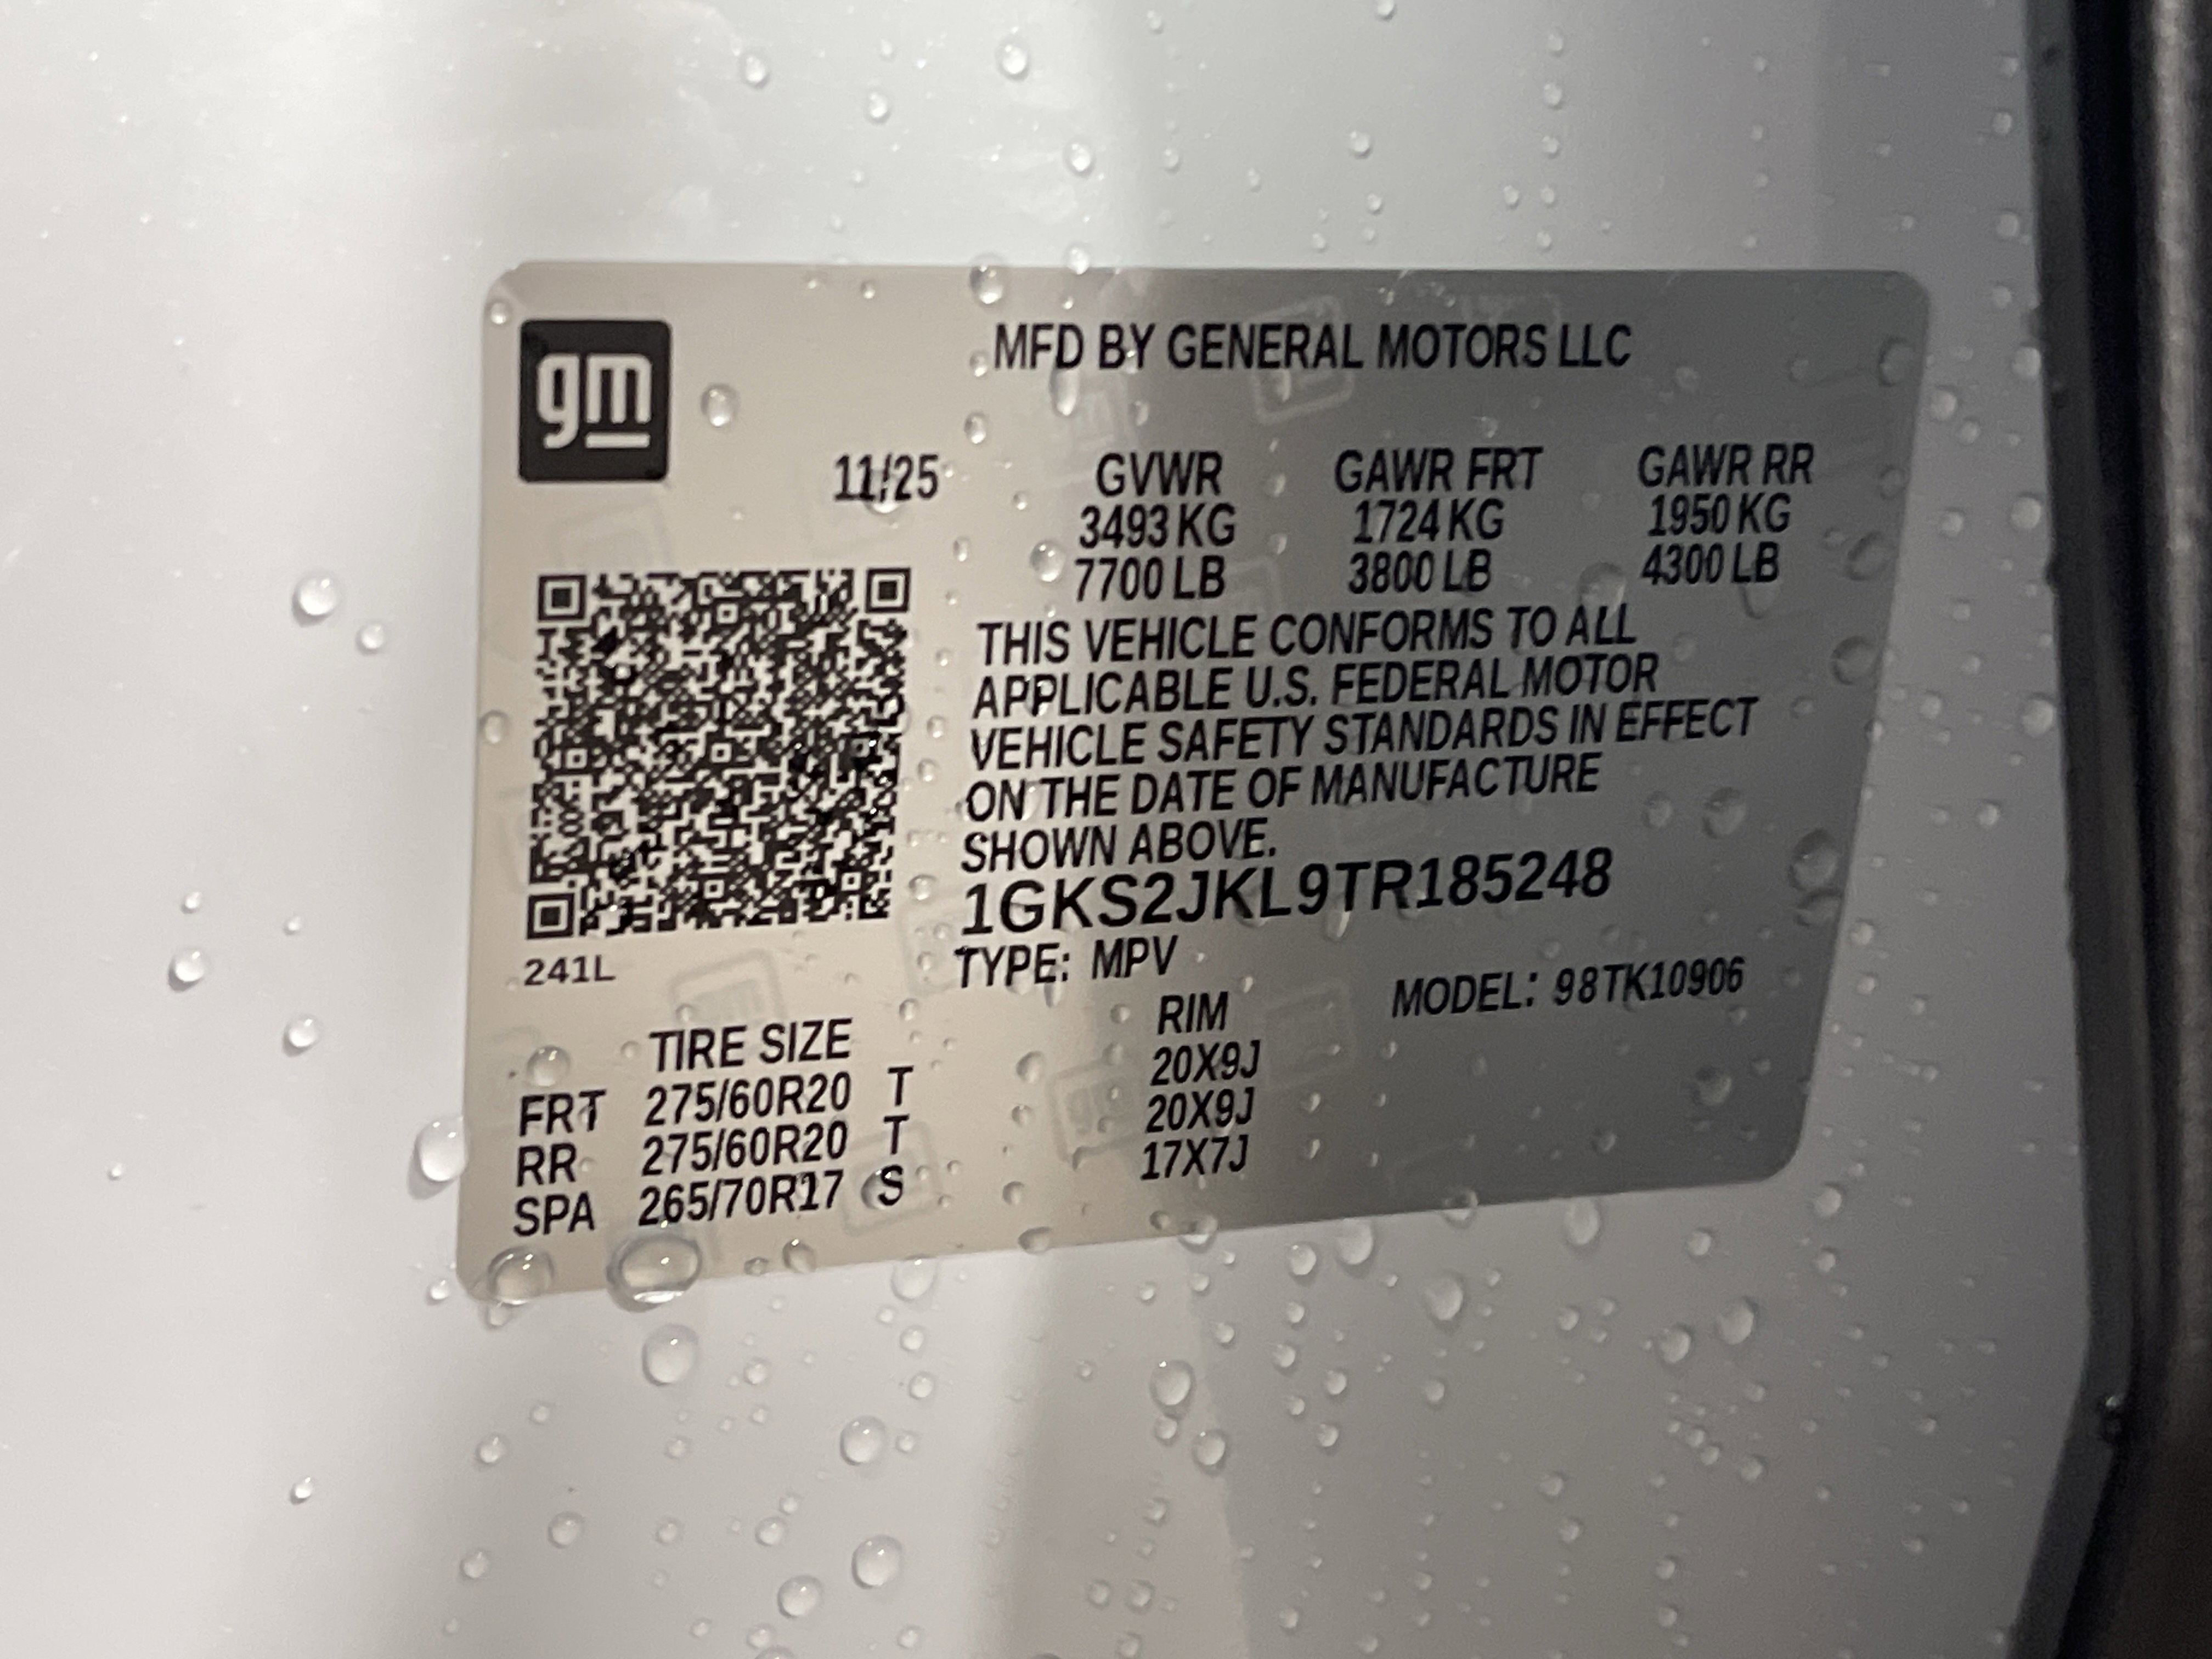 gm
MFD BY GENERAL MOTORS LLC
11/25 GVWR GAWR FRT GAWR RR
3493 KG 1724 KG 1950 KG
7700 LB 3800 LB 4300 LB
THIS VEHICLE CONFORMS TO ALL
APPLICABLE U.S. FEDERAL MOTOR
VEHICLE SAFETY STANDARDS IN EFFECT
ON THE DATE OF MANUFACTURE
SHOWN ABOVE.
1GKS2JKL9TR185248
241L
TYPE: MPV MODEL: 98TK10906
TIRE SIZE RIM
FRT 275/60R20 T 20X9J
RR 275/60R20 T 20X9J
SPA 265/70R17 S 17X7J